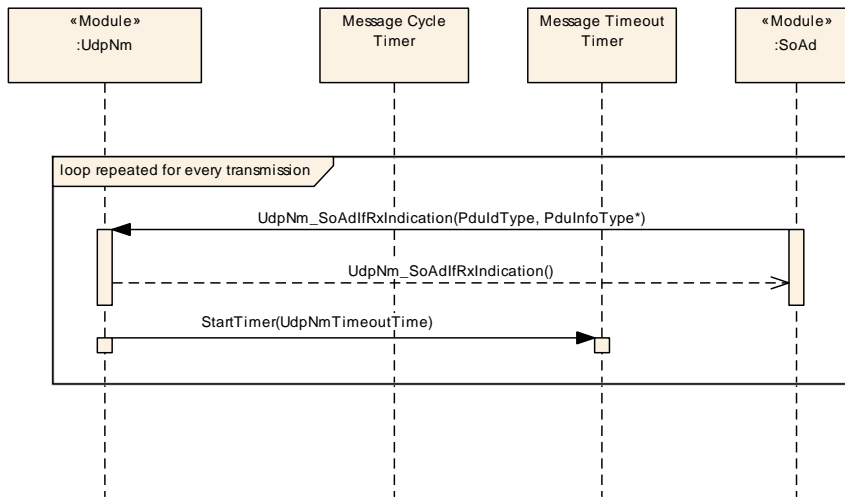 «Module»
:UdpNm
Message Cycle
Timer
Message Timeout
Timer
«Module»
:SoAd
loop repeated for every transmission
UdpNm_SoAdIfRxIndication(PduIdType, PduInfoType*)
UdpNm_SoAdIfRxIndication()
StartTimer(UdpNmTimeoutTime)